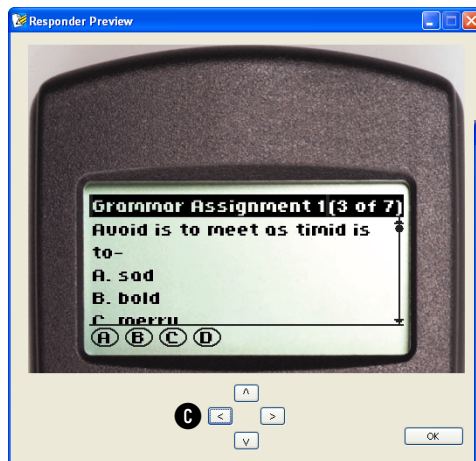 Responder Preview
Grammar Assignment 1(3 of 7)
Avoid is to meet as timid is
to-
A. sad
B. bold
C. merry
A B C D
^
C < >
v
OK